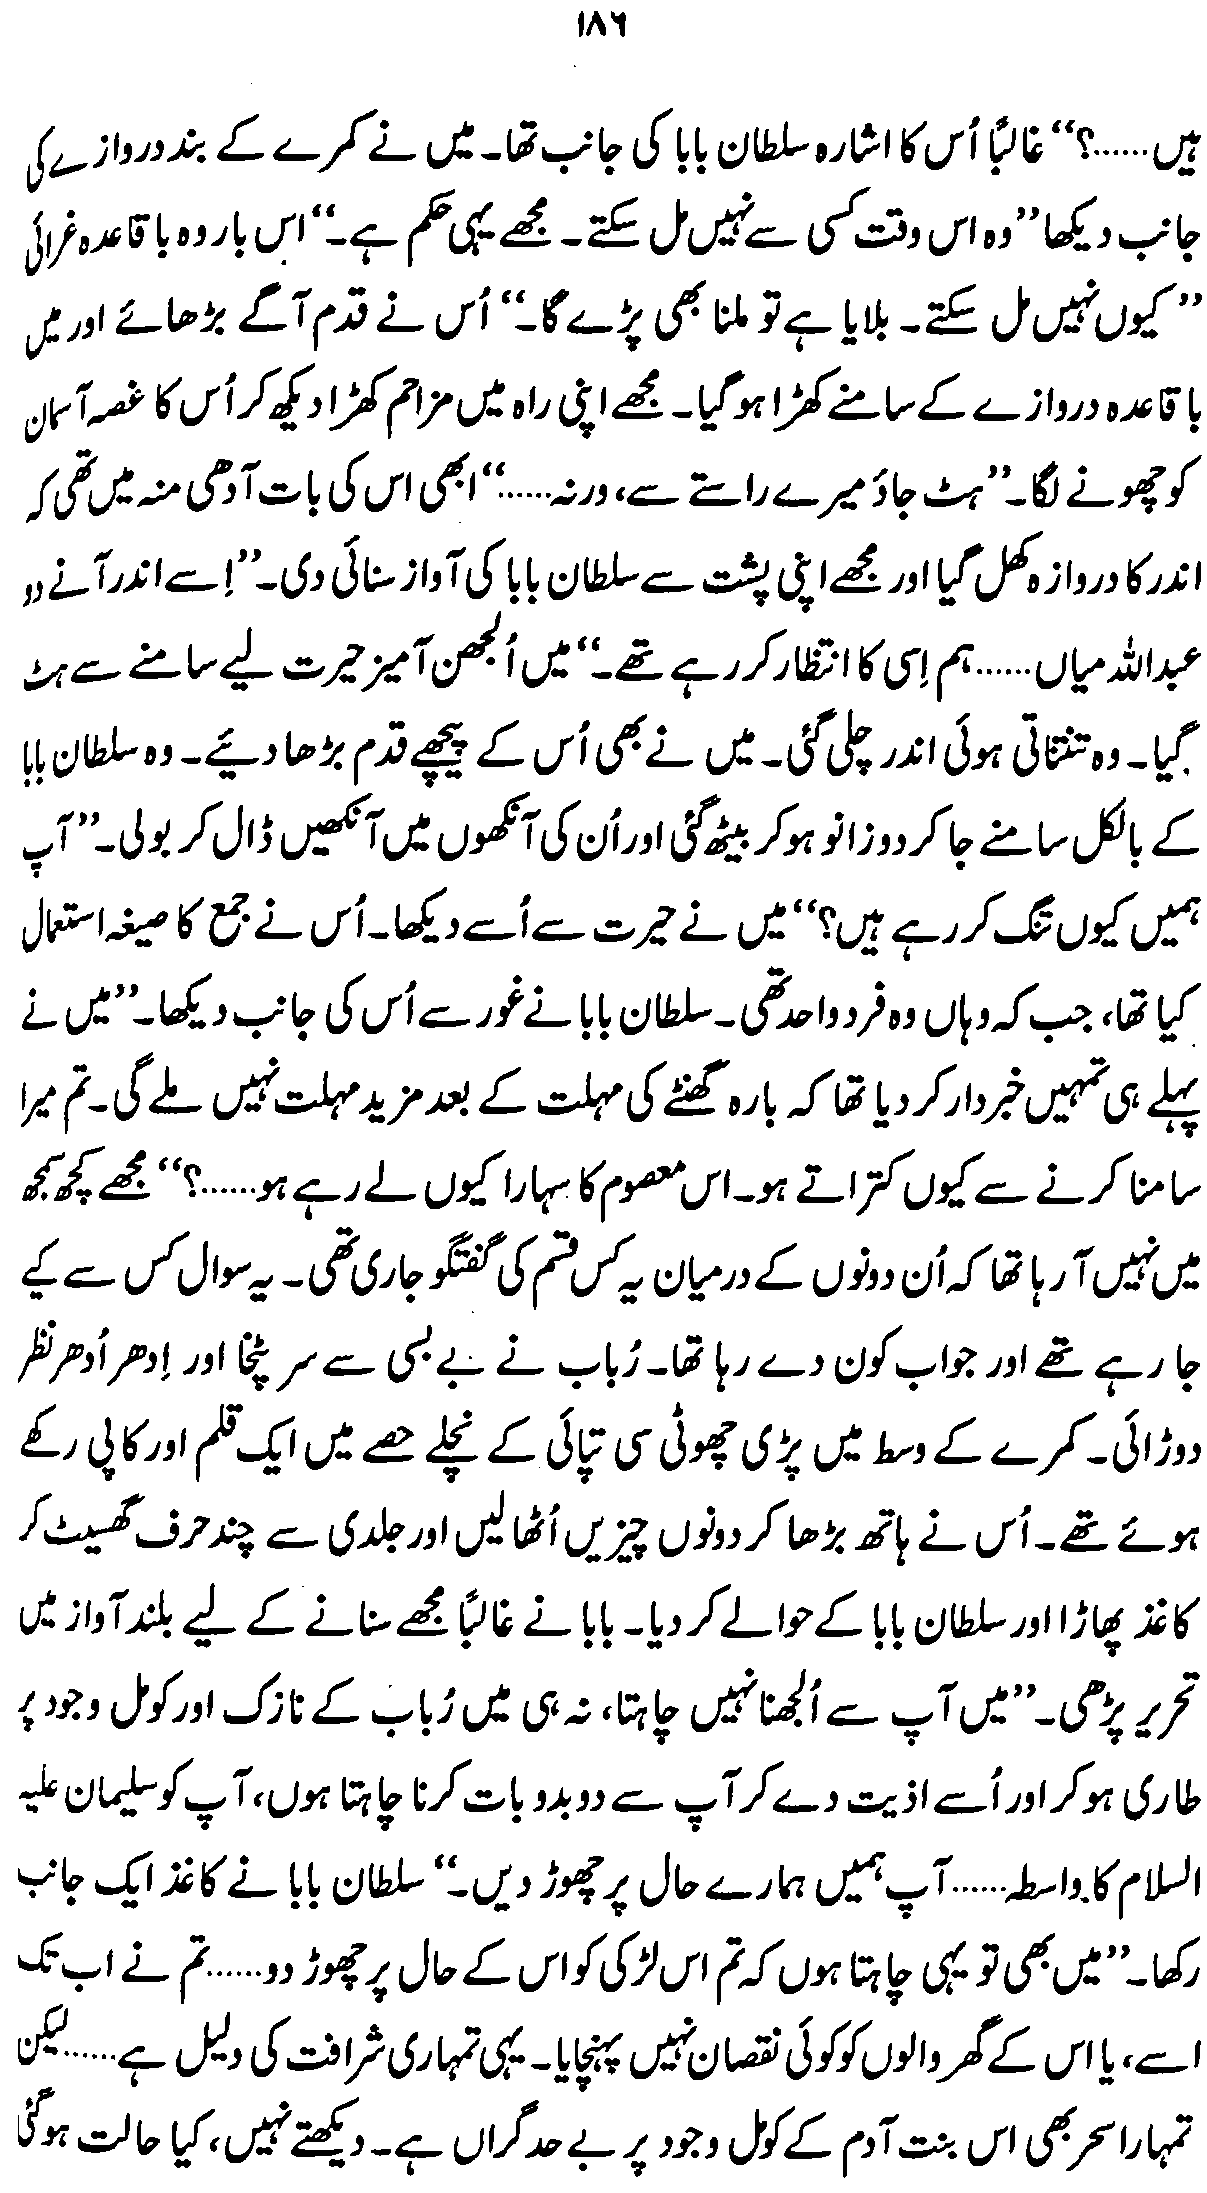 ۱۸۶
ہیں......؟“ غالباً اُس کا اشارہ سلطان بابا کی جانب تھا۔ میں نے کمرے کے بند دروازے کی
جانب دیکھا ”وہ اس وقت کسی سے نہیں مل سکتے۔ مجھے یہی حکم ہے۔“ اس بار وہ باقاعدہ غرائی
”کیوں نہیں مل سکتے۔ بلایا ہے تو ملنا بھی پڑے گا۔“ اُس نے قدم آگے بڑھائے اور میں
باقاعدہ دروازے کے سامنے کھڑا ہو گیا۔ مجھے اپنی راہ میں مزاحم کھڑا دیکھ کر اُس کا غصہ آسمان
کو چھونے لگا۔ ”ہٹ جاؤ میرے راستے سے، ورنہ......“ ابھی اس کی بات آدھی منہ میں تھی کہ
اندر کا دروازہ کھل گیا اور مجھے اپنی پشت سے سلطان بابا کی آواز سنائی دی۔ ”اِسے اندر آنے دو
عبداللہ میاں...... ہم اِسی کا انتظار کر رہے تھے۔“ میں اُلجھن آمیز حیرت لیے سامنے سے ہٹ
گیا۔ وہ تنتناتی ہوئی اندر چلی گئی۔ میں نے بھی اُس کے پیچھے قدم بڑھا دیئے۔ وہ سلطان بابا
کے بالکل سامنے جا کر دوزانو ہو کر بیٹھ گئی اور اُن کی آنکھوں میں آنکھیں ڈال کر بولی۔ ”آپ
ہمیں کیوں تنگ کر رہے ہیں؟“ میں نے حیرت سے اُسے دیکھا۔ اُس نے جمع کا صیغہ استعمال
کیا تھا، جب کہ وہاں وہ فرد واحد تھی۔ سلطان بابا نے غور سے اُس کی جانب دیکھا۔ ”میں نے
پہلے ہی تمہیں خبردار کر دیا تھا کہ بارہ گھنٹے کی مہلت کے بعد مزید مہلت نہیں ملے گی۔ تم میرا
سامنا کرنے سے کیوں کتراتے ہو۔ اس معصوم کا سہارا کیوں لے رہے ہو......؟“ مجھے کچھ سمجھ
میں نہیں آ رہا تھا کہ اُن دونوں کے درمیان یہ کس قسم کی گفتگو جاری تھی۔ یہ سوال کس سے کیے
جا رہے تھے اور جواب کون دے رہا تھا۔ رُباب نے بے بسی سے سر پٹخا اور اِدھر اُدھر نظر
دوڑائی۔ کمرے کے وسط میں پڑی چھوٹی سی تپائی کے نچلے حصے میں ایک قلم اور کاپی رکھے
ہوئے تھے۔ اُس نے ہاتھ بڑھا کر دونوں چیزیں اُٹھا لیں اور جلدی سے چند حرف گھسیٹ کر
کاغذ پھاڑا اور سلطان بابا کے حوالے کر دیا۔ بابا نے غالباً مجھے سنانے کے لیے بلند آواز میں
تحریر پڑھی۔ ”میں آپ سے اُلجھنا نہیں چاہتا، نہ ہی میں رُباب کے نازک اور کومل وجود پر
طاری ہو کر اور اُسے اذیت دے کر آپ سے دو بدو بات کرنا چاہتا ہوں، آپ کو سلیمان علیہ
السلام کا واسطہ...... آپ ہمیں ہمارے حال پر چھوڑ دیں۔“ سلطان بابا نے کاغذ ایک جانب
رکھا۔ ”میں بھی تو یہی چاہتا ہوں کہ تم اس لڑکی کو اس کے حال پر چھوڑ دو...... تم نے اب تک
اسے، یا اس کے گھر والوں کو کوئی نقصان نہیں پہنچایا۔ یہی تمہاری شرافت کی دلیل ہے...... لیکن
تمہارا سحر بھی اس بنت آدم کے کومل وجود پر بے حد گراں ہے۔ دیکھتے نہیں، کیا حالت ہو گئی